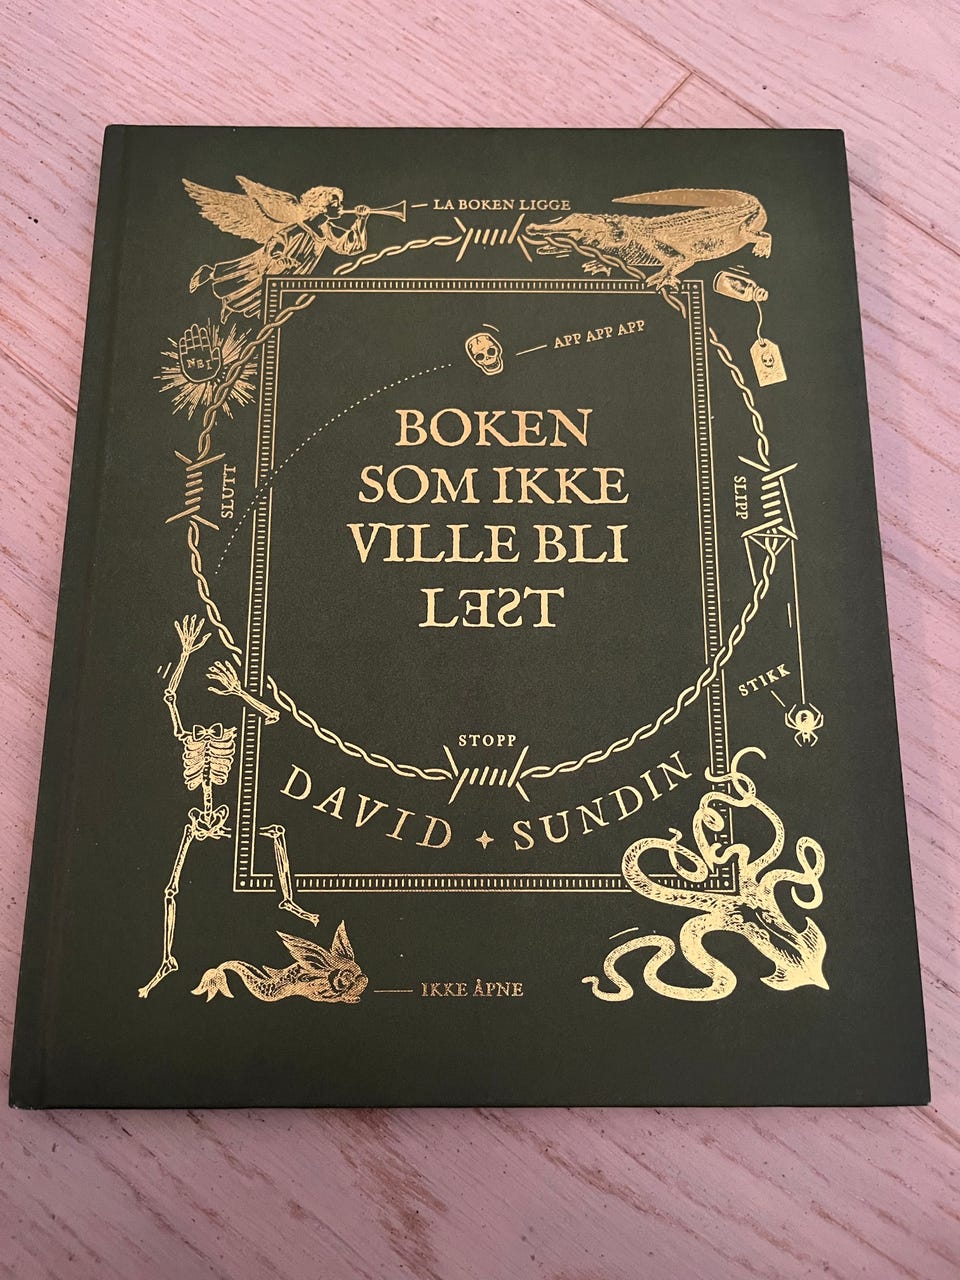 LA BOKEN LIGGE
APP APP APP
NEI
BOKEN
SOM IKKE
VILLE BLI
LEST
SLUTT
SLIPP
STIKK
STOPP
DAVID ✦ SUNDIN
IKKE ÅPNE